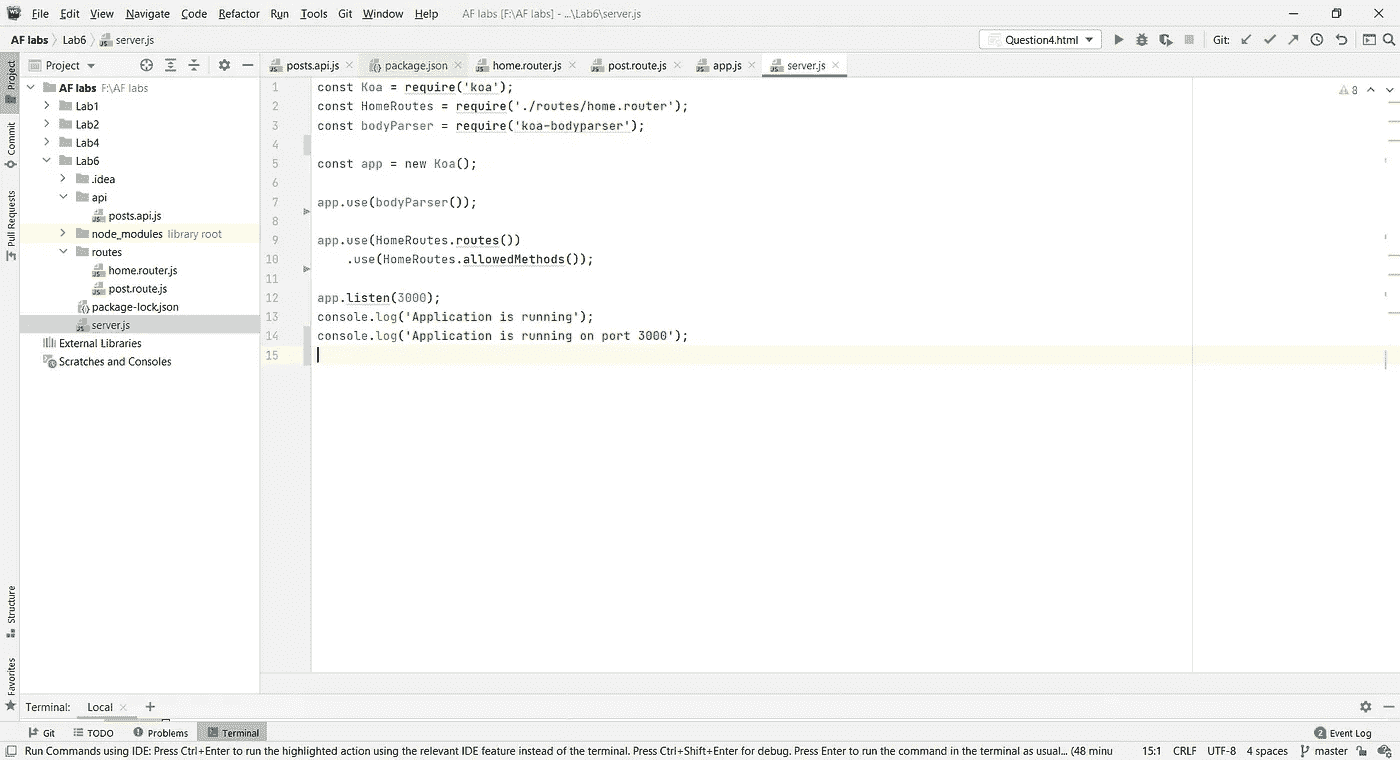 WS File Edit View Navigate Code Refactor Run Tools Git Window Help AF labs [F:\AF labs] - ...\Lab6\server.js
AF labs Lab6 server.js Question4.html Git:
Project posts.api.js package.json home.router.js post.route.js app.js server.js
Project
Commit
Pull Requests
Structure
Favorites
AF labs F:\AF labs
Lab1
Lab2
Lab4
Lab6
.idea
api
posts.api.js
node_modules library root
routes
home.router.js
post.route.js
package-lock.json
server.js
External Libraries
Scratches and Consoles
8
1 const Koa = require('koa');
2 const HomeRoutes = require('./routes/home.router');
3 const bodyParser = require('koa-bodyparser');
4
5 const app = new Koa();
6
7 app.use(bodyParser());
8
9 app.use(HomeRoutes.routes())
10 .use(HomeRoutes.allowedMethods());
11
12 app.listen(3000);
13 console.log('Application is running');
14 console.log('Application is running on port 3000');
15
Terminal: Local +
Git TODO Problems Terminal 2 Event Log
Run Commands using IDE: Press Ctrl+Enter to run the highlighted action using the relevant IDE feature instead of the terminal. Press Ctrl+Shift+Enter for debug. Press Enter to run the command in the terminal as usual... (48 minu 15:1 CRLF UTF-8 4 spaces master